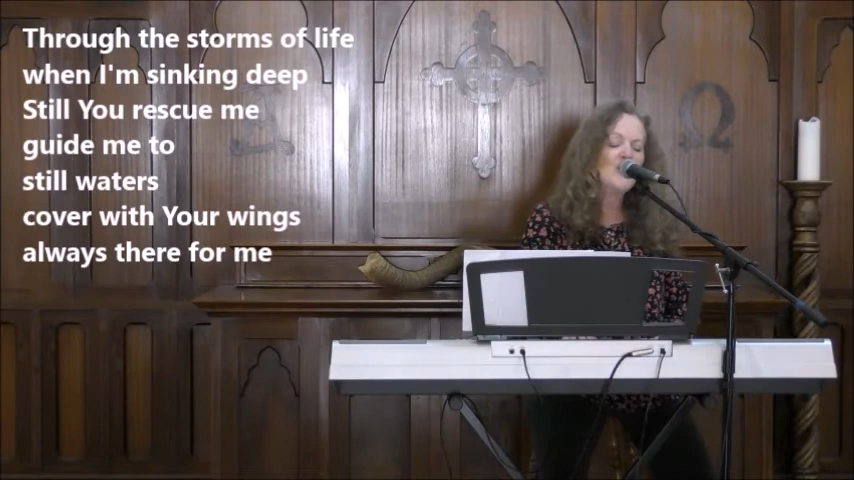 Through the storms of life
when I'm sinking deep
Still You rescue me
guide me to
still waters
cover with Your wings
always there for me
Ω